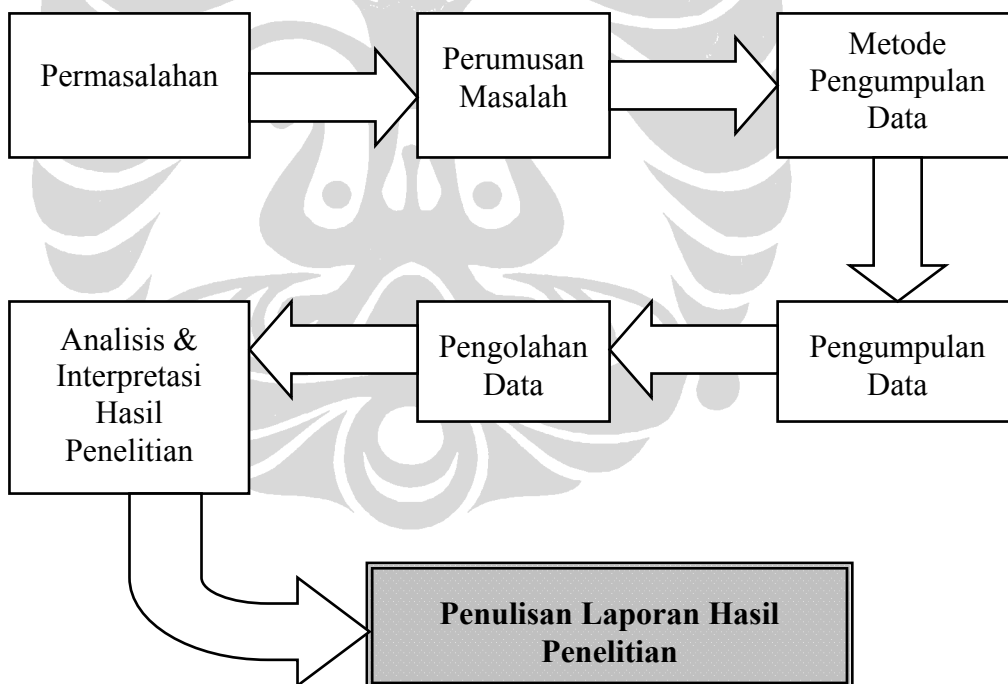 Permasalahan
Perumusan
Masalah
Metode
Pengumpulan
Data
Pengumpulan
Data
Pengolahan
Data
Analisis &
Interpretasi
Hasil
Penelitian
Penulisan Laporan Hasil
Penelitian